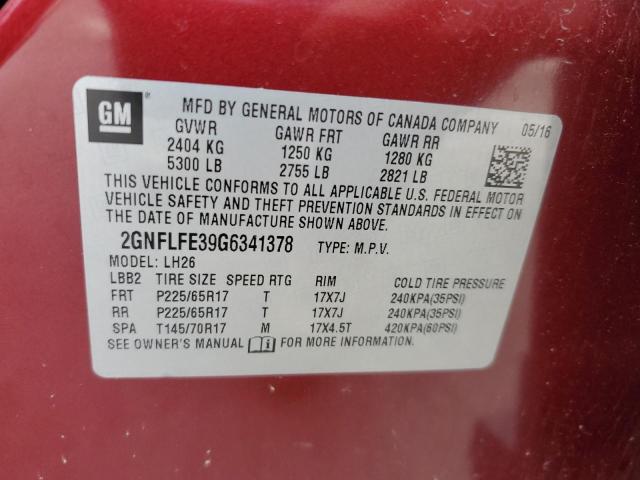 GM ®
MFD BY GENERAL MOTORS OF CANADA COMPANY 05/16
GVWR GAWR FRT GAWR RR
2404 KG 1250 KG 1280 KG
5300 LB 2755 LB 2821 LB
THIS VEHICLE CONFORMS TO ALL APPLICABLE U.S. FEDERAL MOTOR
VEHICLE SAFETY AND THEFT PREVENTION STANDARDS IN EFFECT ON
THE DATE OF MANUFACTURE SHOWN ABOVE.
2GNFLFE39G6341378 TYPE: M.P.V.
MODEL: LH26
LBB2 TIRE SIZE SPEED RTG RIM COLD TIRE PRESSURE
FRT P225/65R17 T 17X7J 240KPA(35PSI)
RR P225/65R17 T 17X7J 240KPA(35PSI)
SPA T145/70R17 M 17X4.5T 420KPA(60PSI)
SEE OWNER'S MANUAL FOR MORE INFORMATION.